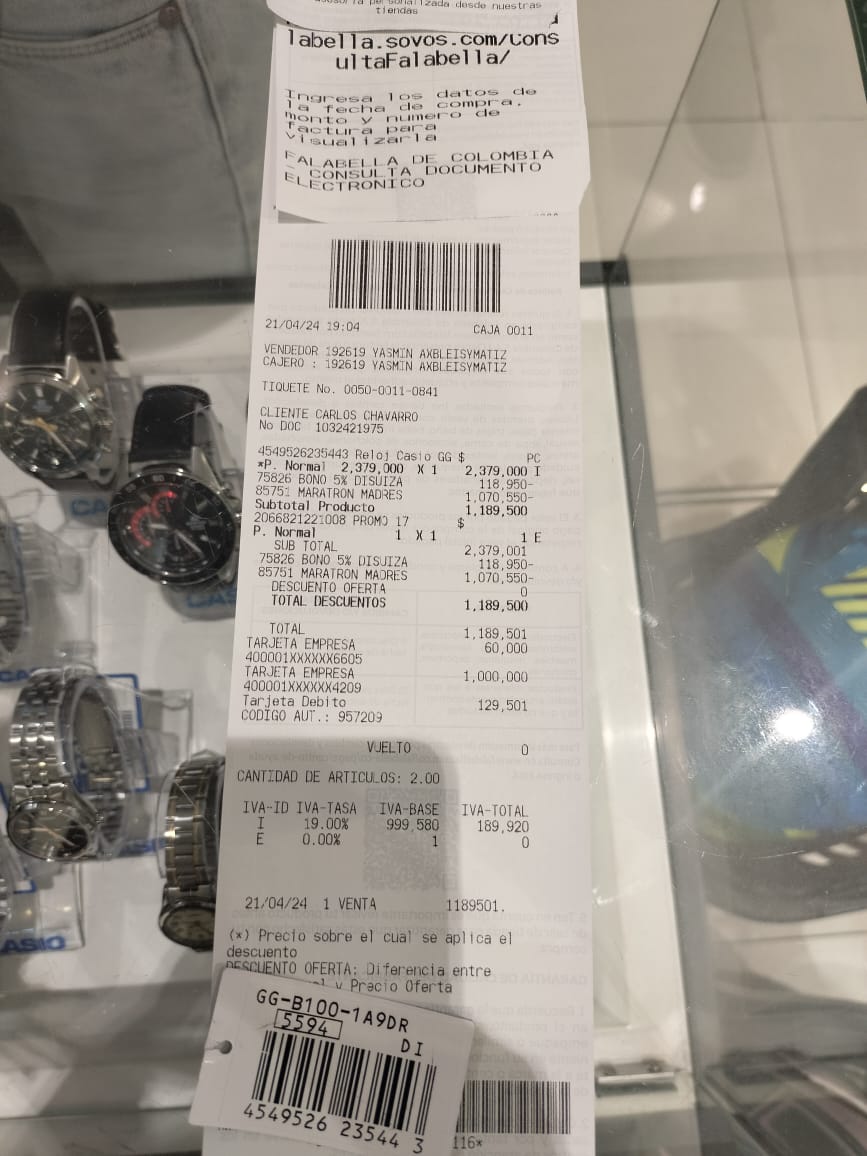 asesoría personalizada desde nuestras
tiendas
labella.sovos.com/Cons
ultaFalabella/
Ingresa los datos de
la fecha de compra.
monto y numero de
factura para
visualizarla
FALABELLA DE COLOMBIA
- CONSULTA DOCUMENTO
ELECTRONICO
21/04/24 19:04 CAJA 0011
VENDEDOR 192619 YASMIN AXBLEISYMATIZ
CAJERO : 192619 YASMIN AXBLEISYMATIZ
TIQUETE No. 0050-0011-0841
CLIENTE CARLOS CHAVARRO
No DOC 1032421975
4549526235443 Reloj Casio GG $ PC
*P. Normal 2,379,000 X 1 2,379,000 I
75826 BONO 5% DISUIZA 118,950-
85751 MARATRON MADRES 1,070,550-
Subtotal Producto 1,189,500
2066821221008 PROMO 17 $
P. Normal 1 X 1 1 E
SUB TOTAL 2,379,001
75826 BONO 5% DISUIZA 118,950-
85751 MARATRON MADRES 1,070,550-
DESCUENTO OFERTA 0
TOTAL DESCUENTOS 1,189,500
TOTAL 1,189,501
TARJETA EMPRESA 60,000
400001XXXXXX6605
TARJETA EMPRESA 1,000,000
400001XXXXXX4209
Tarjeta Debito 129,501
CODIGO AUT.: 957209
VUELTO 0
CANTIDAD DE ARTICULOS: 2.00
IVA-ID IVA-TASA IVA-BASE IVA-TOTAL
I 19.00% 999,580 189,920
E 0.00% 1 0
21/04/24 1 VENTA 1189501.
(*) Precio sobre el cual se aplica el
descuento
DESCUENTO OFERTA: Diferencia entre
y Precio Oferta
GG-B100-1A9DR
5594
DI
4549526 23544 3
116*
CASIO